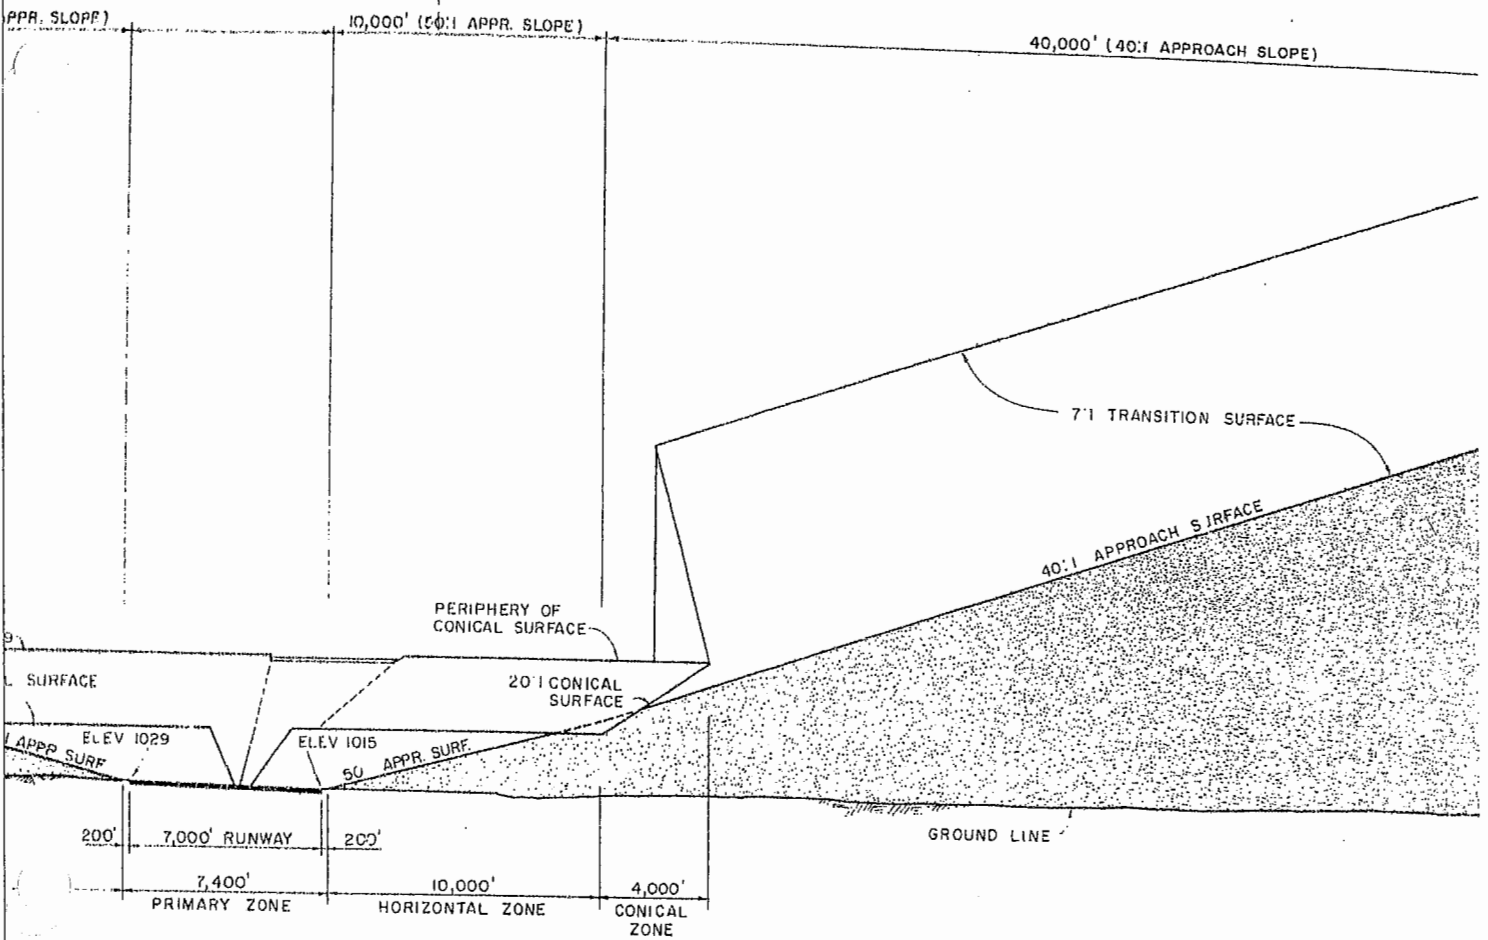 APPR. SLOPE)
10,000' (50:1 APPR. SLOPE)
40,000' (40:1 APPROACH SLOPE)
7:1 TRANSITION SURFACE
40:1 APPROACH SURFACE
PERIPHERY OF
CONICAL SURFACE
9
L SURFACE
20:1 CONICAL
SURFACE
ELEV 1029
ELEV 1015
1 APPR SURF
50 APPR. SURF.
GROUND LINE
200'
7,000' RUNWAY
200'
7,400'
PRIMARY ZONE
10,000'
HORIZONTAL ZONE
4,000'
CONICAL
ZONE